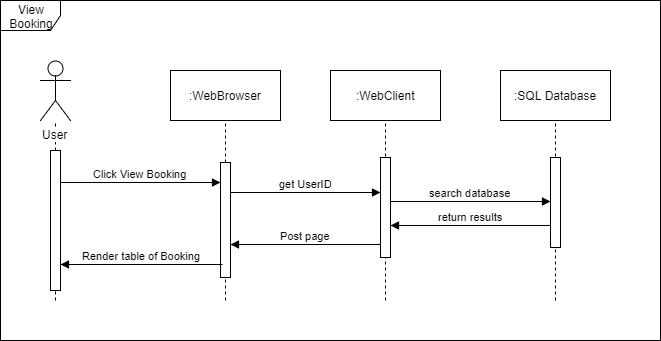 View
Booking
:WebBrowser
:WebClient
:SQL Database
User
Click View Booking
get UserID
search database
return results
Post page
Render table of Booking